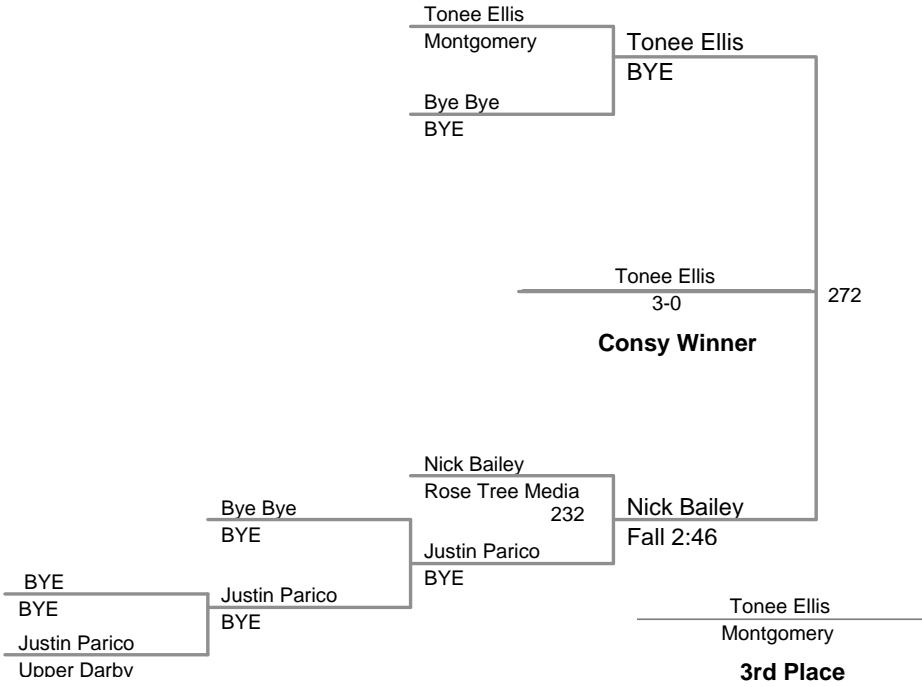 Tonee Ellis
Montgomery
Tonee Ellis
BYE
Bye Bye
BYE
Tonee Ellis
3-0
272
Consy Winner
Nick Bailey
Rose Tree Media
232
Nick Bailey
Fall 2:46
Bye Bye
BYE
Justin Parico
BYE
BYE
BYE
Justin Parico
BYE
Justin Parico
Upper Darby
Tonee Ellis
Montgomery
3rd Place